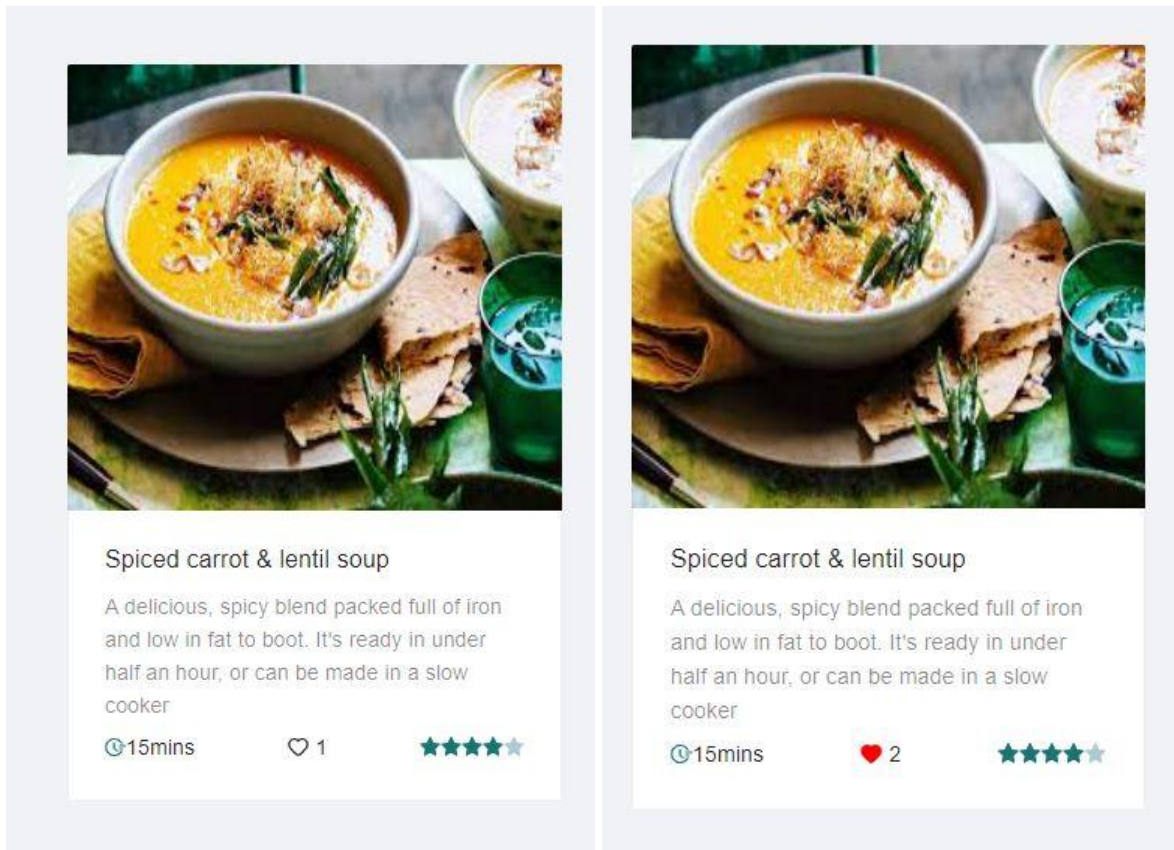 Spiced carrot & lentil soup
A delicious, spicy blend packed full of iron
and low in fat to boot. It's ready in under
half an hour, or can be made in a slow
cooker
15mins 1
Spiced carrot & lentil soup
A delicious, spicy blend packed full of iron
and low in fat to boot. It's ready in under
half an hour, or can be made in a slow
cooker
15mins 2